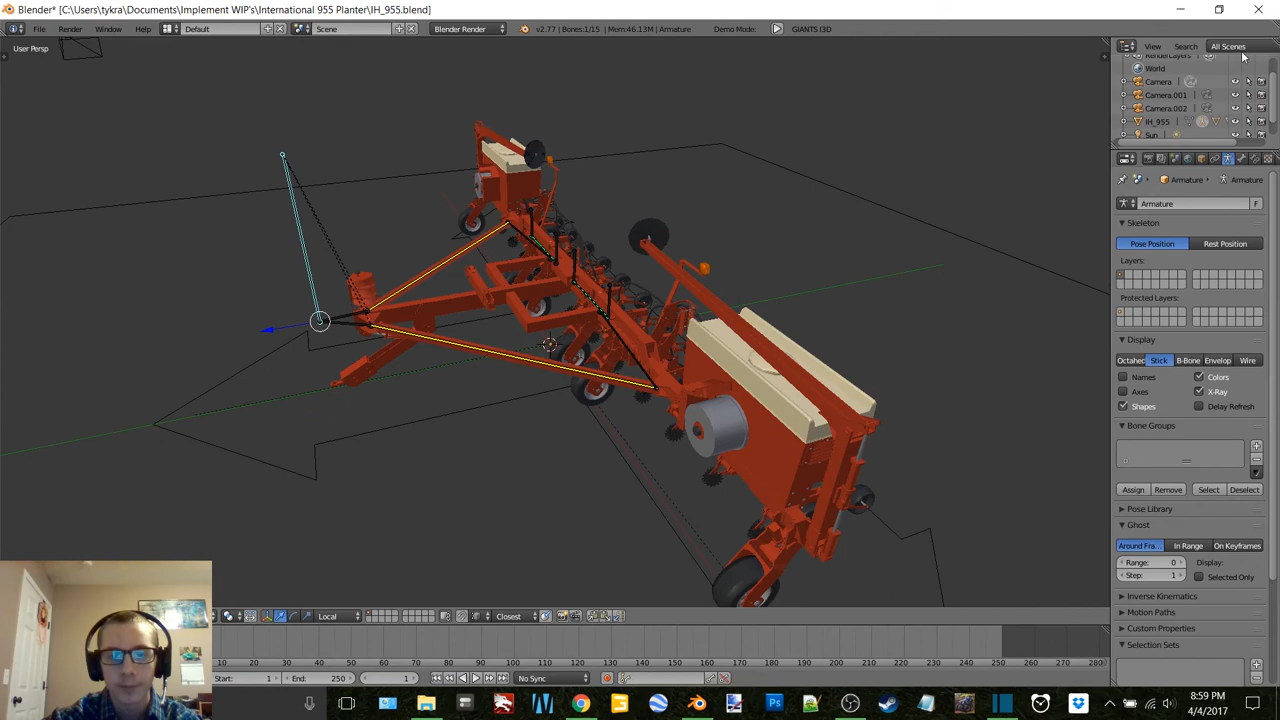 Blender* [C:\Users\tykra\Documents\Implement WIP's\International 955 Planter\IH_955.blend]
File Render Window Help Default Scene Blender Render v2.77 | Bones:1/15 | Mem:46.13M | Armature Demo Mode: GIANTS I3D
User Persp
View Search All Scenes
RenderLayers
World
Camera
Camera.001
Camera.002
IH_955
Sun
Armature Armature
Armature F
Skeleton
Pose Position Rest Position
Layers:
Protected Layers:
Display
Octahed Stick B-Bone Envelop Wire
Names Colors
Axes X-Ray
Shapes Delay Refresh
Bone Groups
Assign Remove Select Deselect
Pose Library
Ghost
Around Fra... In Range On Keyframes
Range: 0 Display:
Step: 1 Selected Only
Inverse Kinematics
Motion Paths
Custom Properties
Selection Sets
Local Closest
10 20 30 40 50 60 70 80 90 100 110 120 130 140 150 160 170 180 190 200 210 220 230 240 250 260 270 280
Start: 1 End: 250 1 No Sync
8:59 PM
4/4/2017